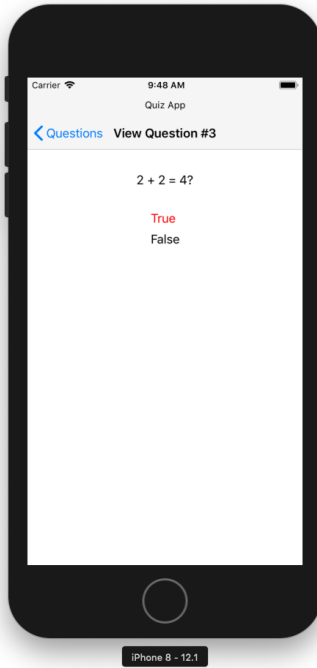 Carrier 9:48 AM
Quiz App
Questions View Question #3
2 + 2 = 4?
True
False
iPhone 8 - 12.1